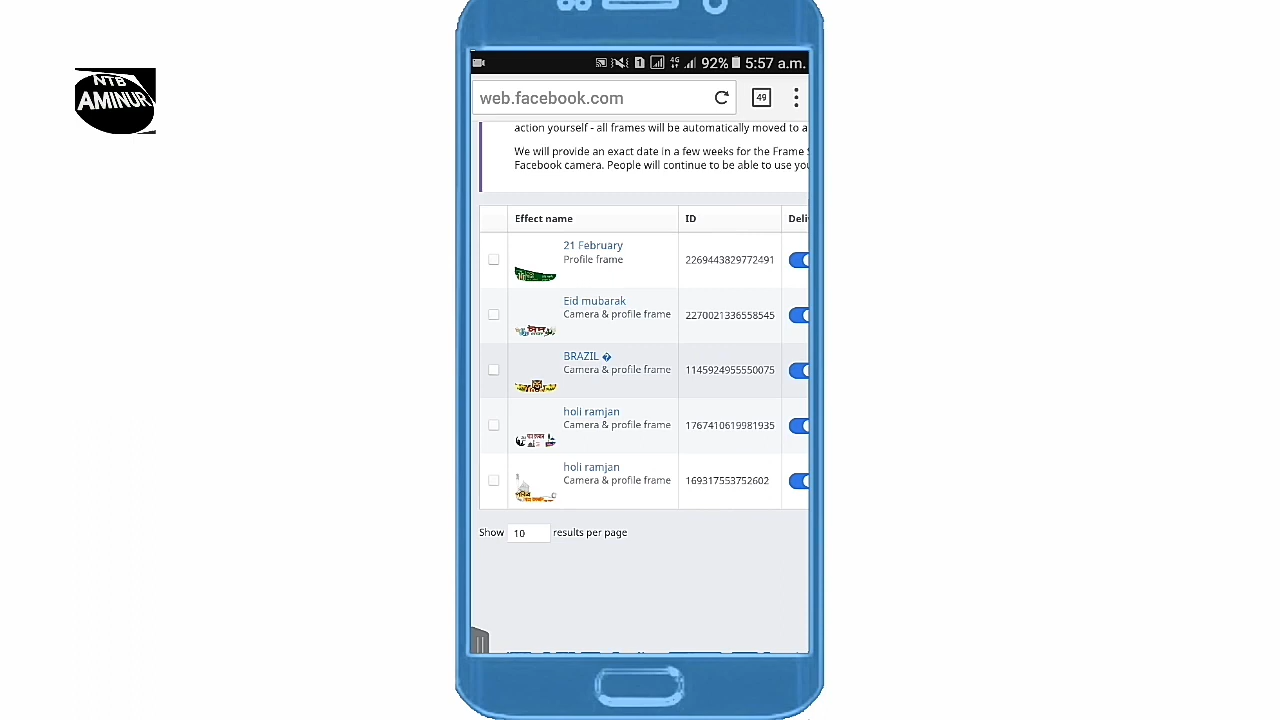 NTB
AMINUR
1
4G
92%
5:57 a.m.
web.facebook.com
49
action yourself - all frames will be automatically moved to a
We will provide an exact date in a few weeks for the Frame S
Facebook camera. People will continue to be able to use you
Effect name
ID
Deli
21 February
Profile frame
2269443829772491
Eid mubarak
Camera & profile frame
2270021336558545
BRAZIL �
Camera & profile frame
1145924955550075
holi ramjan
Camera & profile frame
1767410619981935
holi ramjan
Camera & profile frame
169317553752602
Show 10 results per page